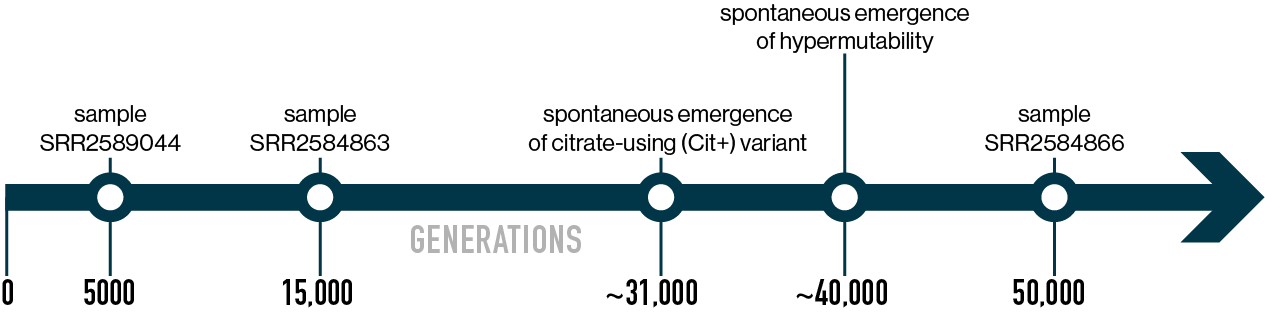 spontaneous emergence
of hypermutability
sample
SRR2589044
sample
SRR2584863
spontaneous emergence
of citrate-using (Cit+) variant
sample
SRR2584866
GENERATIONS
0
5000
15,000
~31,000
~40,000
50,000